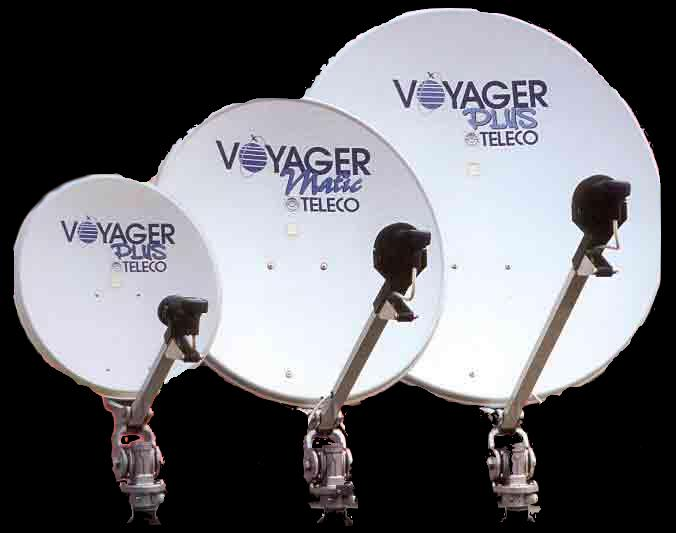 VOYAGER
PLUS
TELECO
VOYAGER
Matic
TELECO
VOYAGER
PLUS
TELECO